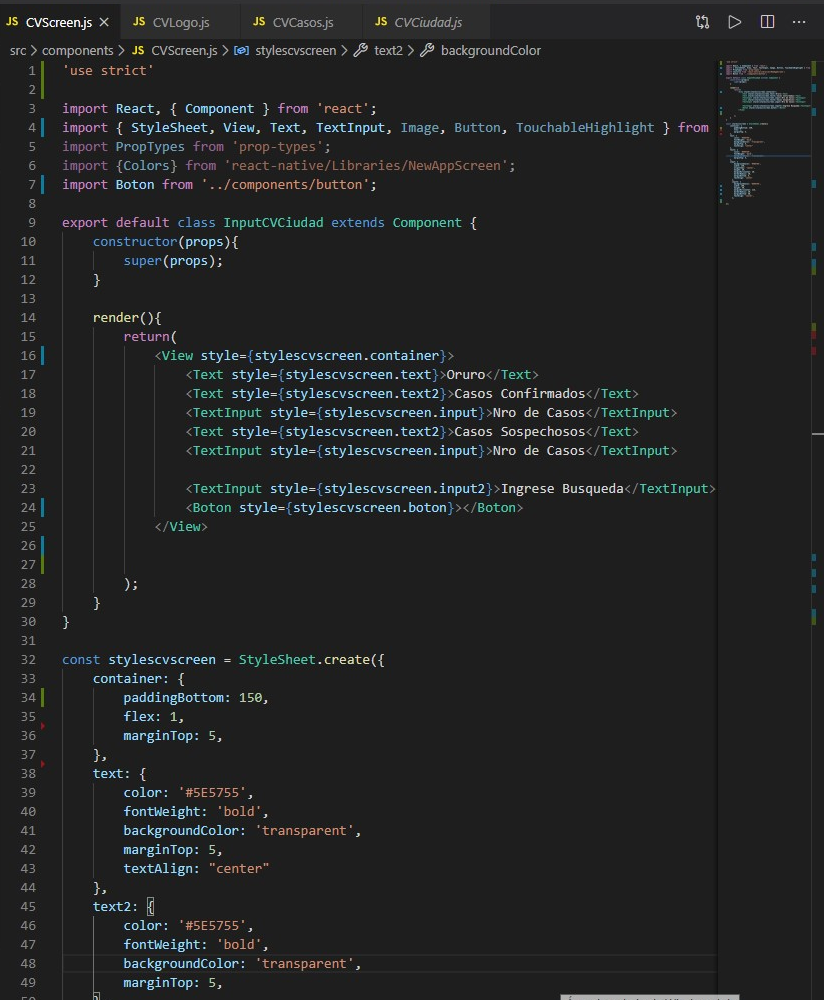 JS CVScreen.js × JS CVLogo.js JS CVCasos.js JS CVCiudad.js
src > components > JS CVScreen.js > stylescvscreen > text2 > backgroundColor
1 'use strict'
2
3 import React, { Component } from 'react';
4 import { StyleSheet, View, Text, TextInput, Image, Button, TouchableHighlight } from
5 import PropTypes from 'prop-types';
6 import {Colors} from 'react-native/Libraries/NewAppScreen';
7 import Boton from '../components/button';
8
9 export default class InputCVCiudad extends Component {
10 constructor(props){
11 super(props);
12 }
13
14 render(){
15 return(
16 <View style={stylescvscreen.container}>
17 <Text style={stylescvscreen.text}>Oruro</Text>
18 <Text style={stylescvscreen.text2}>Casos Confirmados</Text>
19 <TextInput style={stylescvscreen.input}>Nro de Casos</TextInput>
20 <Text style={stylescvscreen.text2}>Casos Sospechosos</Text>
21 <TextInput style={stylescvscreen.input}>Nro de Casos</TextInput>
22
23 <TextInput style={stylescvscreen.input2}>Ingrese Busqueda</TextInput>
24 <Boton style={stylescvscreen.boton}></Boton>
25 </View>
26
27
28 );
29 }
30 }
31
32 const stylescvscreen = StyleSheet.create({
33 container: {
34 paddingBottom: 150,
35 flex: 1,
36 marginTop: 5,
37 },
38 text: {
39 color: '#5E5755',
40 fontWeight: 'bold',
41 backgroundColor: 'transparent',
42 marginTop: 5,
43 textAlign: "center"
44 },
45 text2: {
46 color: '#5E5755',
47 fontWeight: 'bold',
48 backgroundColor: 'transparent',
49 marginTop: 5,